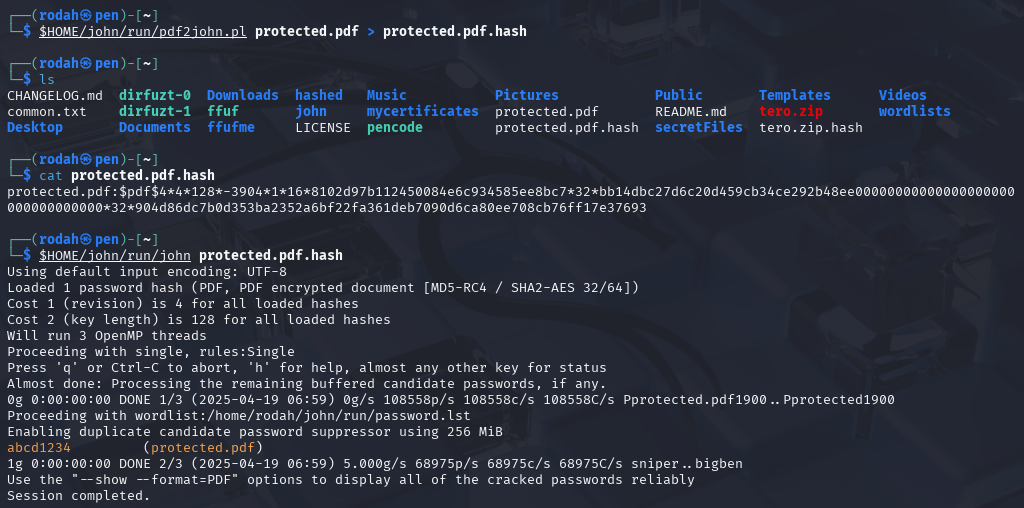 ┌──(rodah㉿pen)-[~]
└─$ $HOME/john/run/pdf2john.pl protected.pdf > protected.pdf.hash
┌──(rodah㉿pen)-[~]
└─$ ls
CHANGELOG.md  dirfuzt-0  Downloads  hashed   Music           Pictures            Public       Templates      Videos
common.txt    dirfuzt-1  ffuf       john     mycertificates  protected.pdf       README.md    tero.zip       wordlists
Desktop       Documents  ffufme     LICENSE  pencode         protected.pdf.hash  secretFiles  tero.zip.hash
┌──(rodah㉿pen)-[~]
└─$ cat protected.pdf.hash
protected.pdf:$pdf$4*4*128*-3904*1*16*8102d97b112450084e6c934585ee8bc7*32*bb14dbc27d6c20d459cb34ce292b48ee00000000000000000000
000000000000*32*904d86dc7b0d353ba2352a6bf22fa361deb7090d6ca80ee708cb76ff17e37693
┌──(rodah㉿pen)-[~]
└─$ $HOME/john/run/john protected.pdf.hash
Using default input encoding: UTF-8
Loaded 1 password hash (PDF, PDF encrypted document [MD5-RC4 / SHA2-AES 32/64])
Cost 1 (revision) is 4 for all loaded hashes
Cost 2 (key length) is 128 for all loaded hashes
Will run 3 OpenMP threads
Proceeding with single, rules:Single
Press 'q' or Ctrl-C to abort, 'h' for help, almost any other key for status
Almost done: Processing the remaining buffered candidate passwords, if any.
0g 0:00:00:00 DONE 1/3 (2025-04-19 06:59) 0g/s 108558p/s 108558c/s 108558C/s Pprotected.pdf1900..Pprotected1900
Proceeding with wordlist:/home/rodah/john/run/password.lst
Enabling duplicate candidate password suppressor using 256 MiB
abcd1234         (protected.pdf)
1g 0:00:00:00 DONE 2/3 (2025-04-19 06:59) 5.000g/s 68975p/s 68975c/s 68975C/s sniper..bigben
Use the "--show --format=PDF" options to display all of the cracked passwords reliably
Session completed.